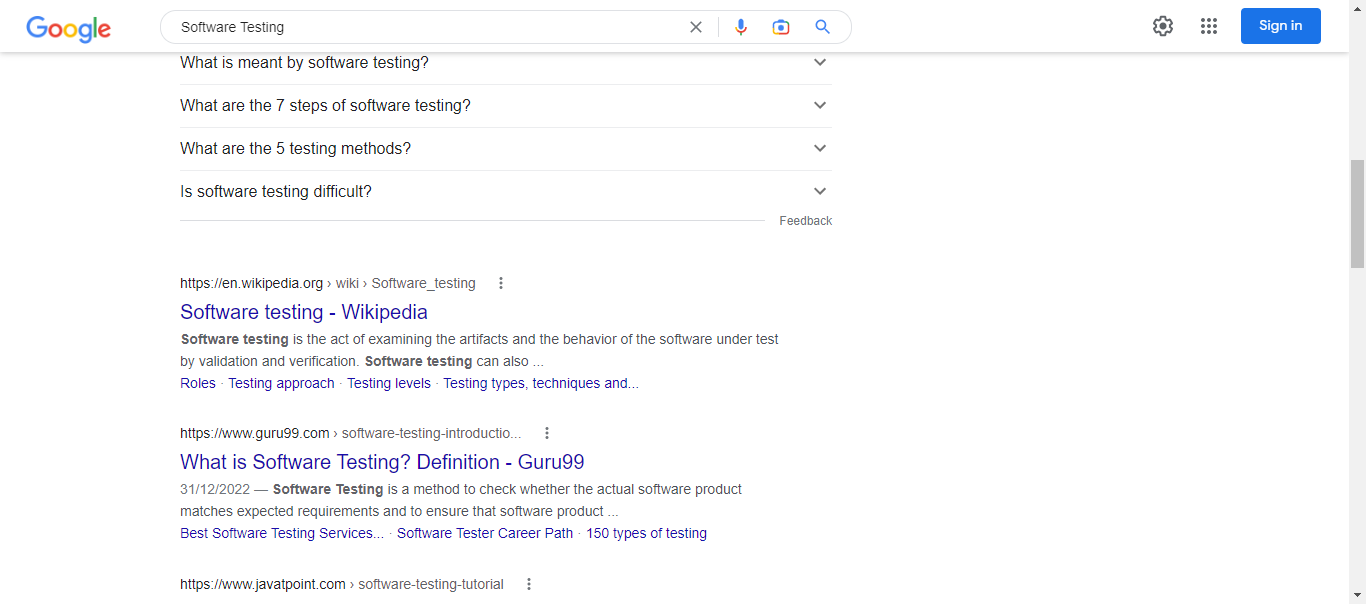 Google
Software Testing
Sign in
What is meant by software testing?
What are the 7 steps of software testing?
What are the 5 testing methods?
Is software testing difficult?
Feedback
https://en.wikipedia.org › wiki › Software_testing
Software testing - Wikipedia
Software testing is the act of examining the artifacts and the behavior of the software under test
by validation and verification. Software testing can also ...
Roles · Testing approach · Testing levels · Testing types, techniques and...
https://www.guru99.com › software-testing-introductio...
What is Software Testing? Definition - Guru99
31/12/2022 — Software Testing is a method to check whether the actual software product
matches expected requirements and to ensure that software product ...
Best Software Testing Services... · Software Tester Career Path · 150 types of testing
https://www.javatpoint.com › software-testing-tutorial